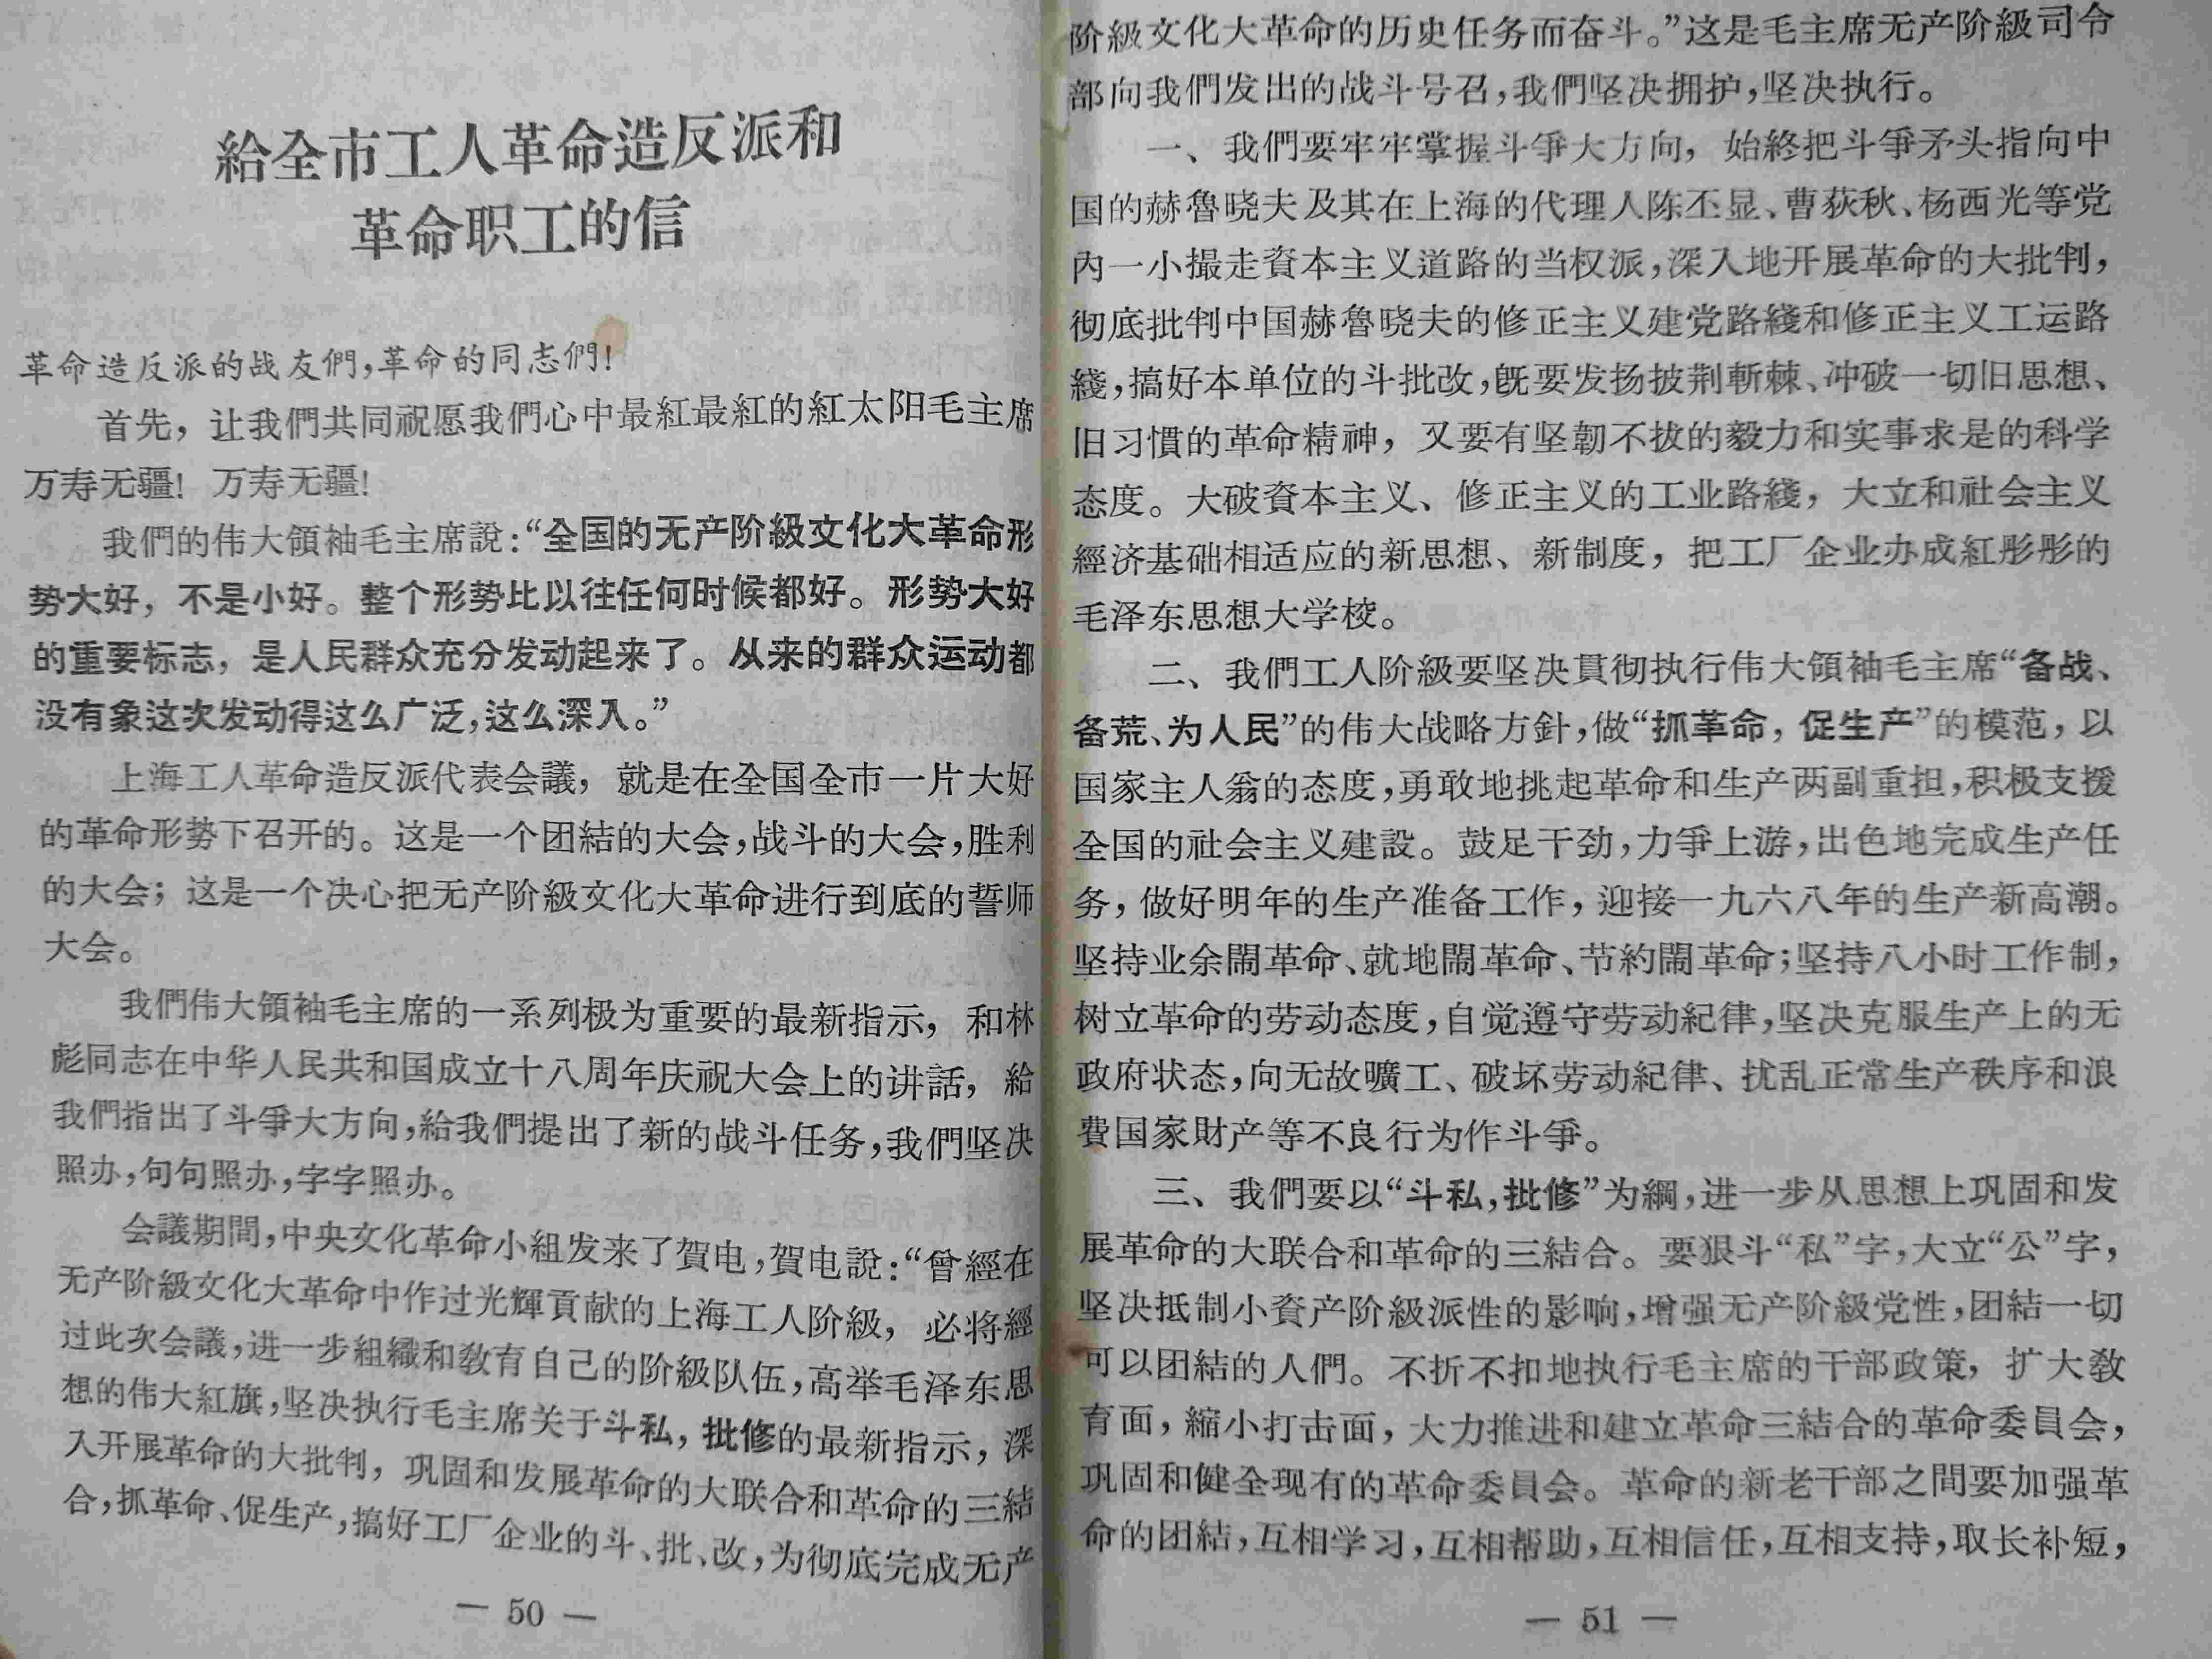 給全市工人革命造反派和
革命职工的信
革命造反派的战友們,革命的同志們!
首先，让我們共同祝愿我們心中最紅最紅的紅太阳毛主席
万寿无疆! 万寿无疆!
我們的伟大領袖毛主席說:“全国的无产阶級文化大革命形
势大好，不是小好。整个形势比以往任何时候都好。形势大好
的重要标志，是人民群众充分发动起来了。从来的群众运动都
没有象这次发动得这么广泛,这么深入。”
上海工人革命造反派代表会議，就是在全国全市一片大好
的革命形势下召开的。这是一个团結的大会,战斗的大会,胜利
的大会；这是一个决心把无产阶級文化大革命进行到底的誓师
大会。
我們伟大領袖毛主席的一系列极为重要的最新指示，和林
彪同志在中华人民共和国成立十八周年庆祝大会上的讲話，給
我們指出了斗爭大方向,給我們提出了新的战斗任务,我們坚决
照办,句句照办,字字照办。
会議期間,中央文化革命小組发来了賀电,賀电說:“曾經在
无产阶級文化大革命中作过光輝貢献的上海工人阶級，必将經
过此次会議,进一步組織和敎育自己的阶級队伍,高举毛泽东思
想的伟大紅旗,坚决执行毛主席关于斗私，批修的最新指示，深
入开展革命的大批判，巩固和发展革命的大联合和革命的三結
合,抓革命、促生产,搞好工厂企业的斗、批、改,为彻底完成无产
— 50 —
阶級文化大革命的历史任务而奋斗。”这是毛主席无产阶級司令
部向我們发出的战斗号召,我們坚决拥护,坚决执行。
一、我們要牢牢掌握斗爭大方向，始終把斗爭矛头指向中
国的赫魯晓夫及其在上海的代理人陈丕显、曹荻秋、杨西光等党
內一小撮走資本主义道路的当权派,深入地开展革命的大批判,
彻底批判中国赫魯晓夫的修正主义建党路綫和修正主义工运路
綫,搞好本单位的斗批改,旣要发扬披荆斬棘、冲破一切旧思想、
旧习慣的革命精神，又要有坚韌不拔的毅力和实事求是的科学
态度。大破資本主义、修正主义的工业路綫，大立和社会主义
經济基础相适应的新思想、新制度，把工厂企业办成紅彤彤的
毛泽东思想大学校。
二、我們工人阶級要坚决貫彻执行伟大領袖毛主席“备战、
备荒、为人民”的伟大战略方針,做“抓革命，促生产”的模范，以
国家主人翁的态度,勇敢地挑起革命和生产两副重担,积极支援
全国的社会主义建設。鼓足干劲,力爭上游,出色地完成生产任
务，做好明年的生产准备工作，迎接一九六八年的生产新高潮。
坚持业余閙革命、就地閙革命、节約閙革命;坚持八小时工作制,
树立革命的劳动态度,自觉遵守劳动紀律,坚决克服生产上的无
政府状态,向无故曠工、破坏劳动紀律、扰乱正常生产秩序和浪
費国家財产等不良行为作斗爭。
三、我們要以“斗私,批修”为綱,进一步从思想上巩固和发
展革命的大联合和革命的三結合。要狠斗“私”字,大立“公”字,
坚决抵制小資产阶級派性的影响,增强无产阶級党性,团結一切
可以团結的人們。不折不扣地执行毛主席的干部政策，扩大敎
育面，縮小打击面，大力推进和建立革命三結合的革命委員会,
巩固和健全现有的革命委員会。革命的新老干部之間要加强革
命的团結,互相学习,互相帮助,互相信任,互相支持,取长补短,
— 51 —